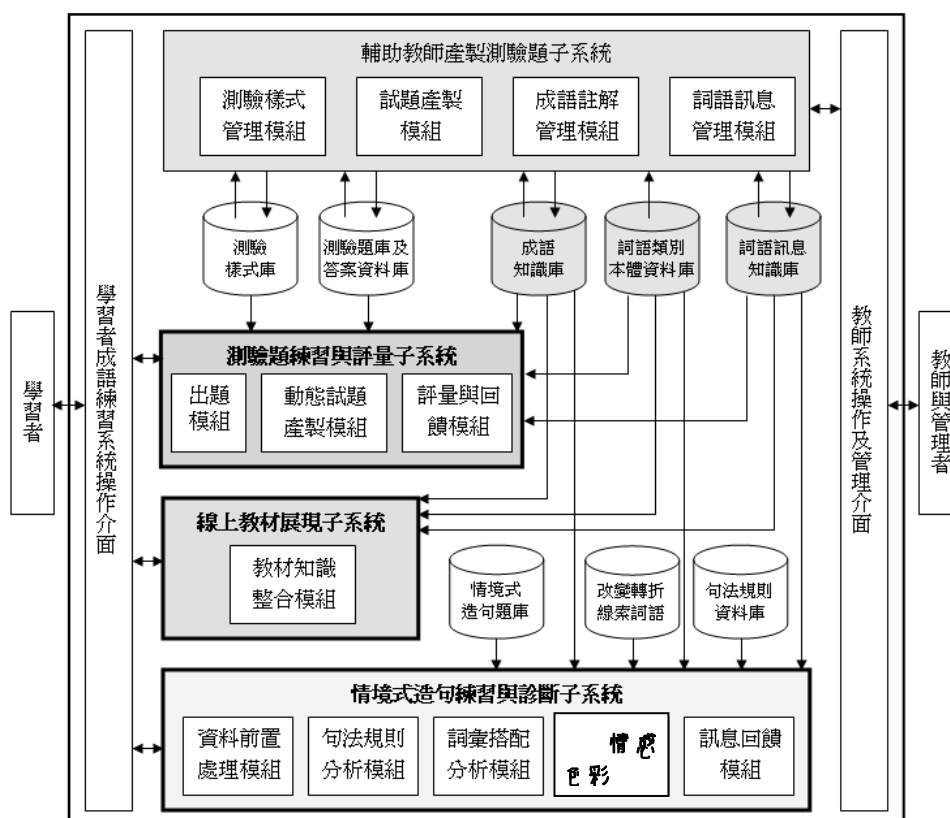 輔助教師產製測驗題子系統
測驗樣式
管理模組
試題產製
模組
成語註解
管理模組
詞語訊息
管理模組
測驗
樣式庫
測驗題庫及
答案資料庫
成語
知識庫
詞語類別
本體資料庫
詞語訊息
知識庫
學習者
學習者成語練習系統操作介面
教師系統操作及管理介面
教師與管理者
測驗題練習與評量子系統
出題
模組
動態試題
產製模組
評量與回
饋模組
線上教材展現子系統
教材知識
整合模組
情境式
造句題庫
改變轉折
線索詞語
句法規則
資料庫
情境式造句練習與診斷子系統
資料前置
處理模組
句法規則
分析模組
詞彙搭配
分析模組
情感
色彩
訊息回饋
模組